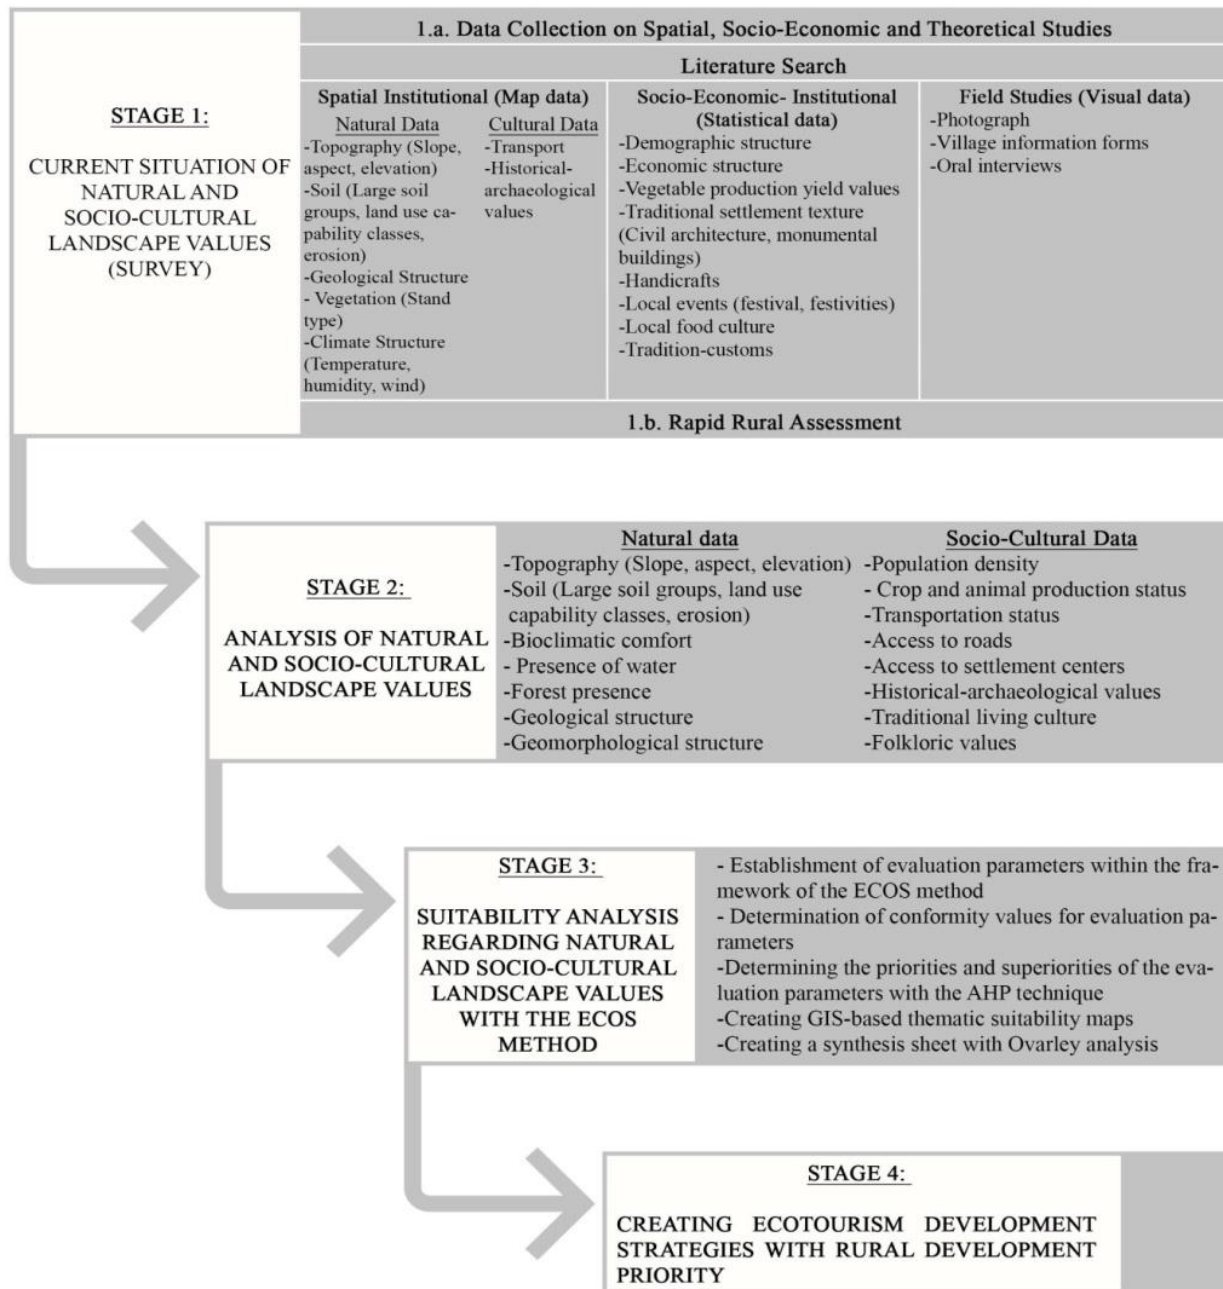 STAGE 1:
CURRENT SITUATION OF
NATURAL AND
SOCIO-CULTURAL
LANDSCAPE VALUES
(SURVEY)
1.a. Data Collection on Spatial, Socio-Economic and Theoretical Studies
Literature Search
Spatial Institutional (Map data)
Natural Data
-Topography (Slope,
aspect, elevation)
-Soil (Large soil
groups, land use ca-
pability classes,
erosion)
-Geological Structure
- Vegetation (Stand
type)
-Climate Structure
(Temperature,
humidity, wind)
Cultural Data
-Transport
-Historical-
archaeological
values
Socio-Economic- Institutional
(Statistical data)
-Demographic structure
-Economic structure
-Vegetable production yield values
-Traditional settlement texture
(Civil architecture, monumental
buildings)
-Handicrafts
-Local events (festival, festivities)
-Local food culture
-Tradition-customs
Field Studies (Visual data)
-Photograph
-Village information forms
-Oral interviews
1.b. Rapid Rural Assessment
STAGE 2:
ANALYSIS OF NATURAL
AND SOCIO-CULTURAL
LANDSCAPE VALUES
Natural data
-Topography (Slope, aspect, elevation)
-Soil (Large soil groups, land use
capability classes, erosion)
-Bioclimatic comfort
- Presence of water
-Forest presence
-Geological structure
-Geomorphological structure
Socio-Cultural Data
-Population density
- Crop and animal production status
-Transportation status
-Access to roads
-Access to settlement centers
-Historical-archaeological values
-Traditional living culture
-Folkloric values
STAGE 3:
SUITABILITY ANALYSIS
REGARDING NATURAL
AND SOCIO-CULTURAL
LANDSCAPE VALUES
WITH THE ECOS
METHOD
- Establishment of evaluation parameters within the fra-
mework of the ECOS method
- Determination of conformity values for evaluation pa-
rameters
-Determining the priorities and superiorities of the eva-
luation parameters with the AHP technique
-Creating GIS-based thematic suitability maps
-Creating a synthesis sheet with Ovarley analysis
STAGE 4:
CREATING ECOTOURISM DEVELOPMENT
STRATEGIES WITH RURAL DEVELOPMENT
PRIORITY